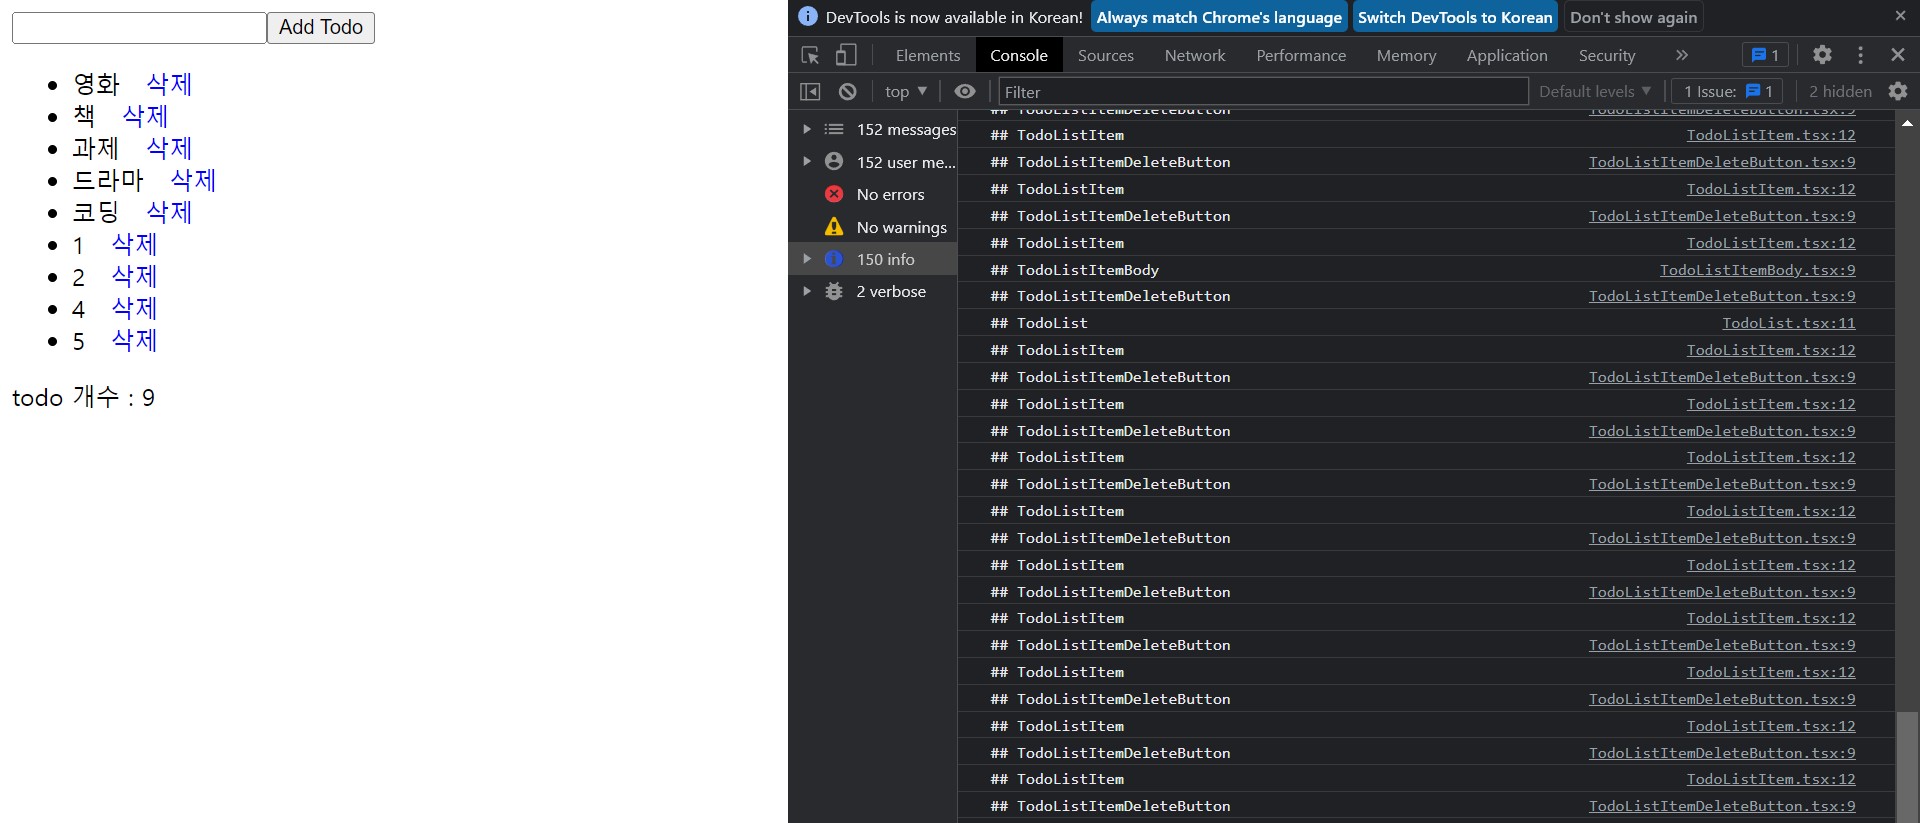 Add Todo
영화 삭제
책 삭제
과제 삭제
드라마 삭제
코딩 삭제
1 삭제
2 삭제
4 삭제
5 삭제
todo 개수 : 9
DevTools is now available in Korean! Always match Chrome's language Switch DevTools to Korean Don't show again
Elements Console Sources Network Performance Memory Application Security 1
top Filter Default levels 1 Issue: 1 2 hidden
152 messages
152 user me...
No errors
No warnings
150 info
2 verbose
## TodoListItemDeleteButton TodoListItemDeleteButton.tsx:9
## TodoListItem TodoListItem.tsx:12
## TodoListItemDeleteButton TodoListItemDeleteButton.tsx:9
## TodoListItem TodoListItem.tsx:12
## TodoListItemDeleteButton TodoListItemDeleteButton.tsx:9
## TodoListItem TodoListItem.tsx:12
## TodoListItemBody TodoListItemBody.tsx:9
## TodoListItemDeleteButton TodoListItemDeleteButton.tsx:9
## TodoList TodoList.tsx:11
## TodoListItem TodoListItem.tsx:12
## TodoListItemDeleteButton TodoListItemDeleteButton.tsx:9
## TodoListItem TodoListItem.tsx:12
## TodoListItemDeleteButton TodoListItemDeleteButton.tsx:9
## TodoListItem TodoListItem.tsx:12
## TodoListItemDeleteButton TodoListItemDeleteButton.tsx:9
## TodoListItem TodoListItem.tsx:12
## TodoListItemDeleteButton TodoListItemDeleteButton.tsx:9
## TodoListItem TodoListItem.tsx:12
## TodoListItemDeleteButton TodoListItemDeleteButton.tsx:9
## TodoListItem TodoListItem.tsx:12
## TodoListItemDeleteButton TodoListItemDeleteButton.tsx:9
## TodoListItem TodoListItem.tsx:12
## TodoListItemDeleteButton TodoListItemDeleteButton.tsx:9
## TodoListItem TodoListItem.tsx:12
## TodoListItemDeleteButton TodoListItemDeleteButton.tsx:9
## TodoListItem TodoListItem.tsx:12
## TodoListItemDeleteButton TodoListItemDeleteButton.tsx:9